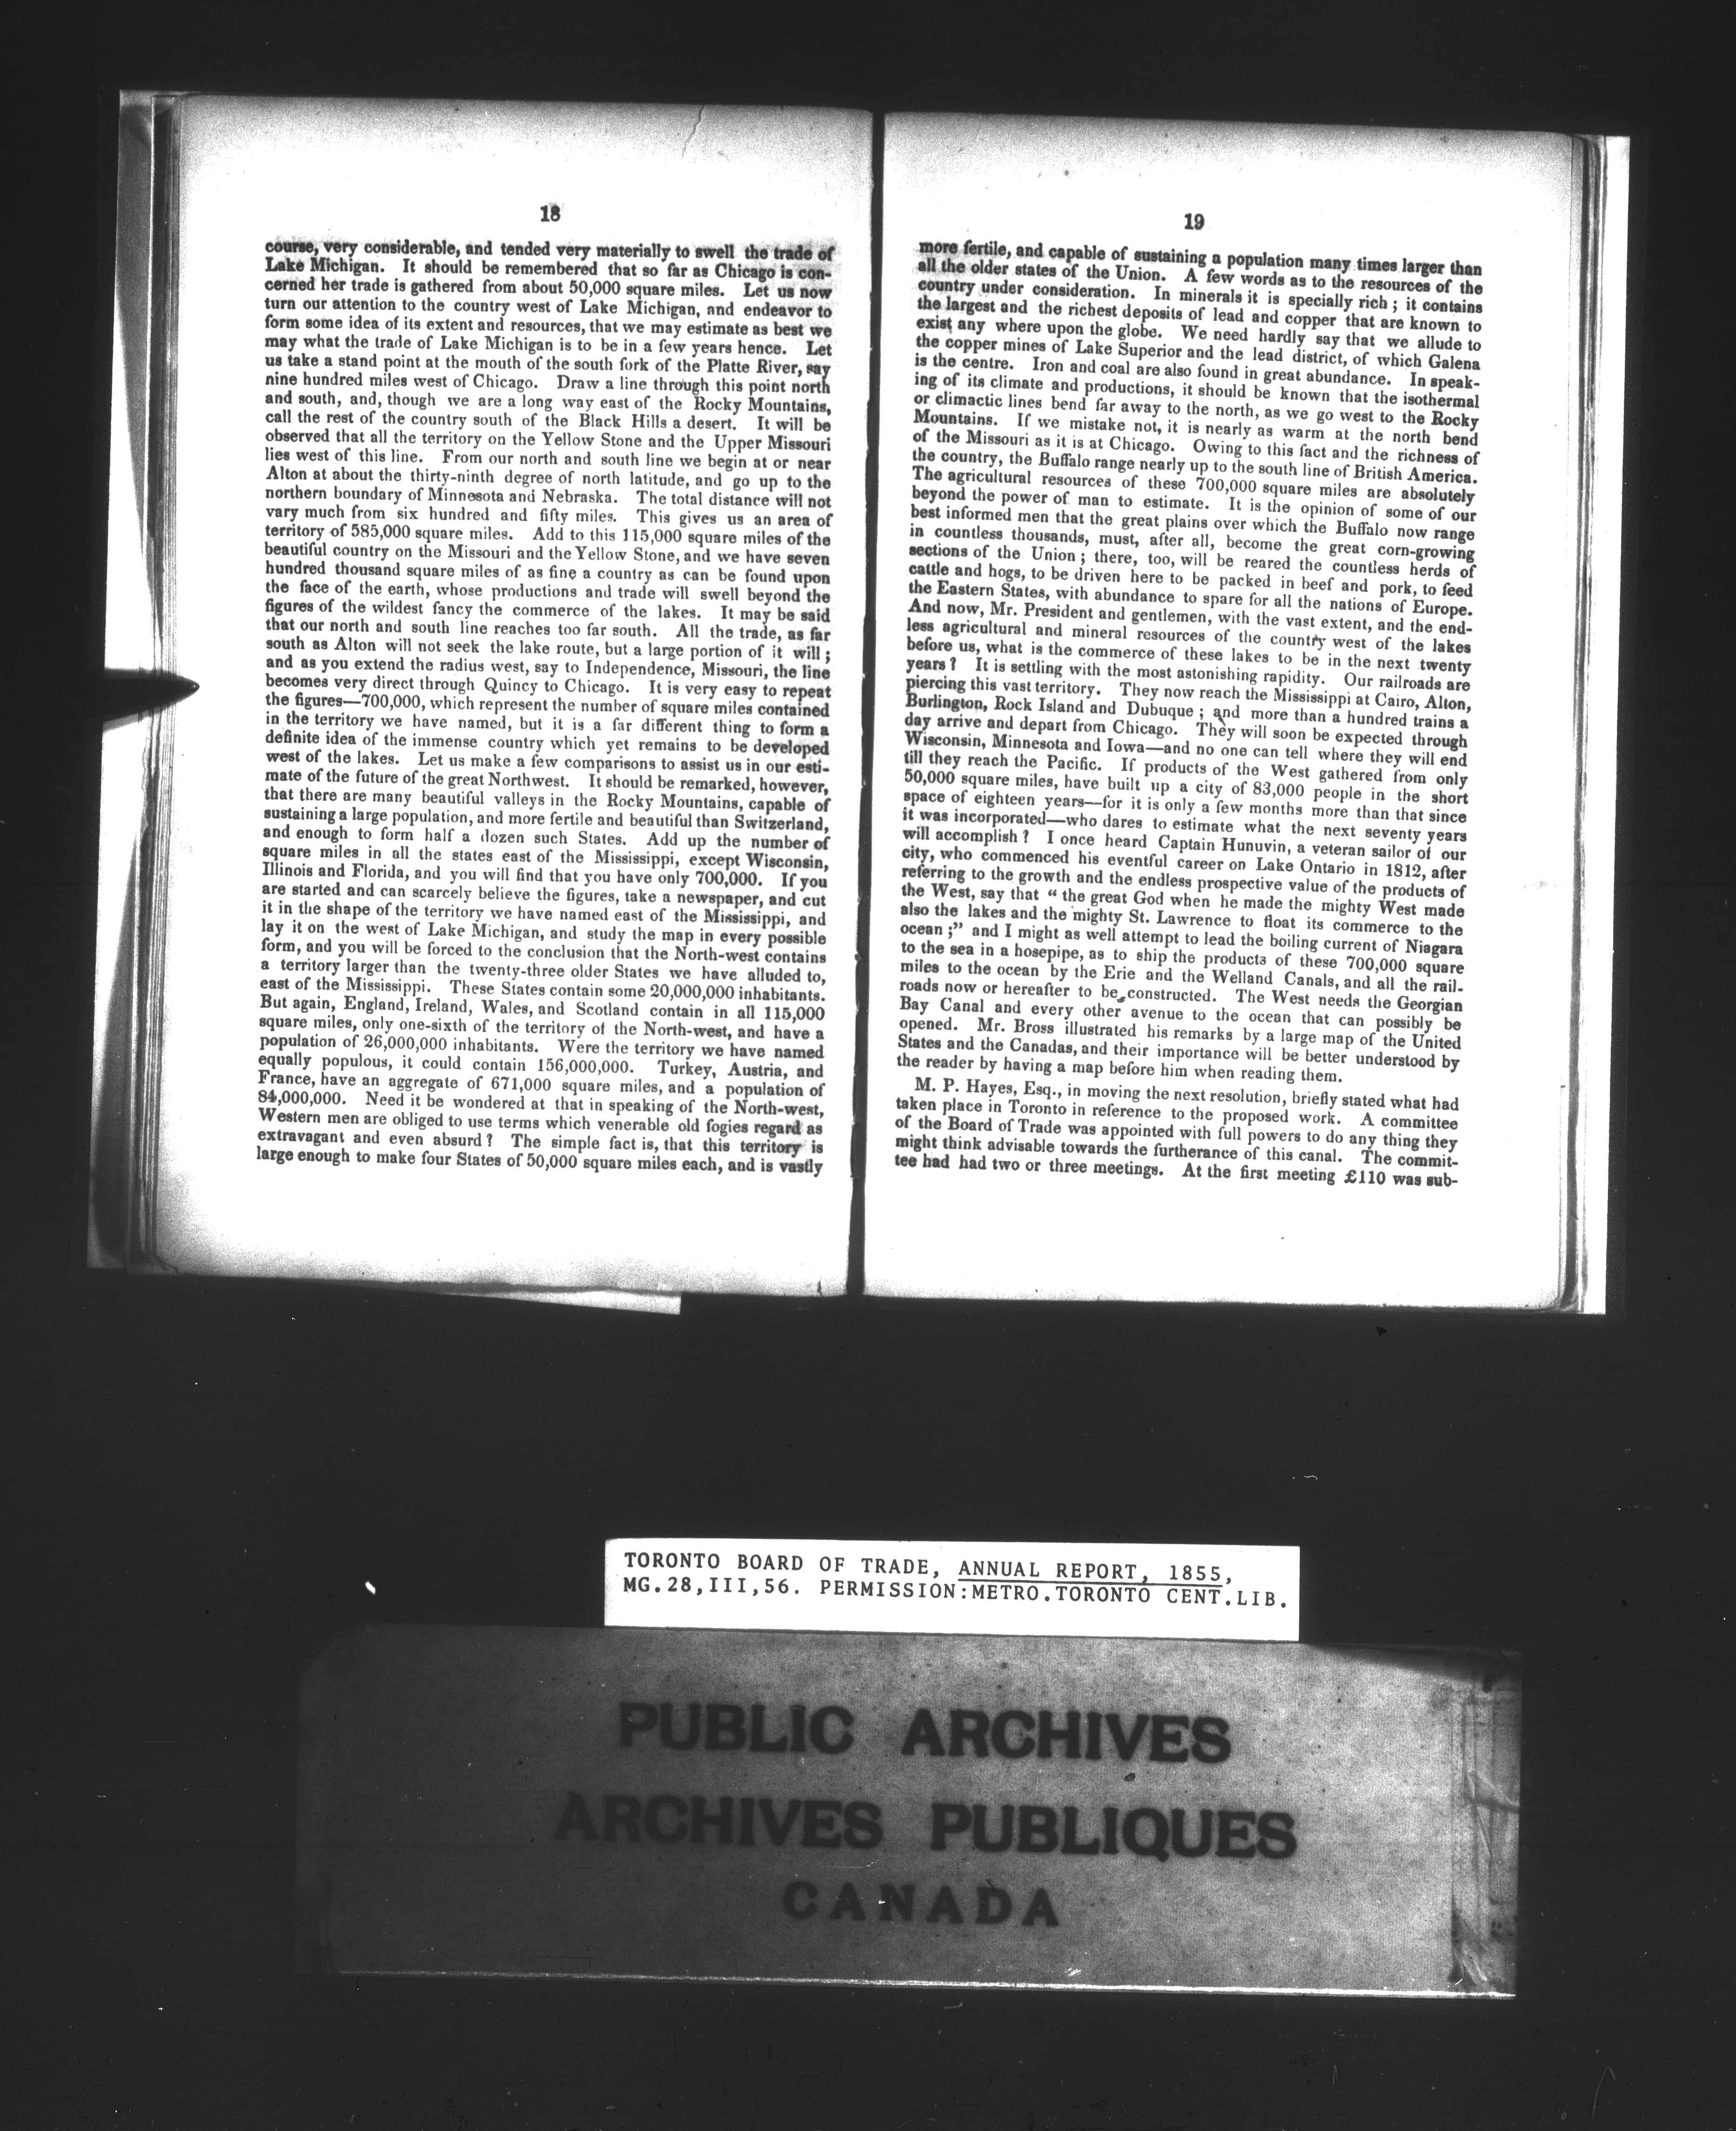 18
course, very considerable, and tended very materially to swell the trade of
Lake Michigan. It should be remembered that so far as Chicago is con-
cerned her trade is gathered from about 50,000 square miles. Let us now
turn our attention to the country west of Lake Michigan, and endeavor to
form some idea of its extent and resources, that we may estimate as best we
may what the trade of Lake Michigan is to be in a few years hence. Let
us take a stand point at the mouth of the south fork of the Platte River, say
nine hundred miles west of Chicago. Draw a line through this point north
and south, and, though we are a long way east of the Rocky Mountains,
call the rest of the country south of the Black Hills a desert. It will be
observed that all the territory on the Yellow Stone and the Upper Missouri
lies west of this line. From our north and south line we begin at or near
Alton at about the thirty-ninth degree of north latitude, and go up to the
northern boundary of Minnesota and Nebraska. The total distance will not
vary much from six hundred and fifty miles. This gives us an area of
territory of 585,000 square miles. Add to this 115,000 square miles of the
beautiful country on the Missouri and the Yellow Stone, and we have seven
hundred thousand square miles of as fine a country as can be found upon
the face of the earth, whose productions and trade will swell beyond the
figures of the wildest fancy the commerce of the lakes. It may be said
that our north and south line reaches too far south. All the trade, as far
south as Alton will not seek the lake route, but a large portion of it will;
and as you extend the radius west, say to Independence, Missouri, the line
becomes very direct through Quincy to Chicago. It is very easy to repeat
the figures—700,000, which represent the number of square miles contained
in the territory we have named, but it is a far different thing to form a
definite idea of the immense country which yet remains to be developed
west of the lakes. Let us make a few comparisons to assist us in our esti-
mate of the future of the great Northwest. It should be remarked, however,
that there are many beautiful valleys in the Rocky Mountains, capable of
sustaining a large population, and more fertile and beautiful than Switzerland,
and enough to form half a dozen such States. Add up the number of
square miles in all the states east of the Mississippi, except Wisconsin,
Illinois and Florida, and you will find that you have only 700,000. If you
are started and can scarcely believe the figures, take a newspaper, and cut
it in the shape of the territory we have named east of the Mississippi, and
lay it on the west of Lake Michigan, and study the map in every possible
form, and you will be forced to the conclusion that the North-west contains
a territory larger than the twenty-three older States we have alluded to,
east of the Mississippi. These States contain some 20,000,000 inhabitants.
But again, England, Ireland, Wales, and Scotland contain in all 115,000
square miles, only one-sixth of the territory of the North-west, and have a
population of 26,000,000 inhabitants. Were the territory we have named
equally populous, it could contain 156,000,000. Turkey, Austria, and
France, have an aggregate of 671,000 square miles, and a population of
84,000,000. Need it be wondered at that in speaking of the North-west,
Western men are obliged to use terms which venerable old fogies regard as
extravagant and even absurd? The simple fact is, that this territory is
large enough to make four States of 50,000 square miles each, and is vastly
19
more fertile, and capable of sustaining a population many times larger than
all the older states of the Union. A few words as to the resources of the
country under consideration. In minerals it is specially rich; it contains
the largest and the richest deposits of lead and copper that are known to
exist any where upon the globe. We need hardly say that we allude to
the copper mines of Lake Superior and the lead district, of which Galena
is the centre. Iron and coal are also found in great abundance. In speak-
ing of its climate and productions, it should be known that the isothermal
or climactic lines bend far away to the north, as we go west to the Rocky
Mountains. If we mistake not, it is nearly as warm at the north bend
of the Missouri as it is at Chicago. Owing to this fact and the richness of
the country, the Buffalo range nearly up to the south line of British America.
The agricultural resources of these 700,000 square miles are absolutely
beyond the power of man to estimate. It is the opinion of some of our
best informed men that the great plains over which the Buffalo now range
in countless thousands, must, after all, become the great corn-growing
sections of the Union; there, too, will be reared the countless herds of
cattle and hogs, to be driven here to be packed in beef and pork, to feed
the Eastern States, with abundance to spare for all the nations of Europe.
And now, Mr. President and gentlemen, with the vast extent, and the end-
less agricultural and mineral resources of the country west of the lakes
before us, what is the commerce of these lakes to be in the next twenty
years? It is settling with the most astonishing rapidity. Our railroads are
piercing this vast territory. They now reach the Mississippi at Cairo, Alton,
Burlington, Rock Island and Dubuque; and more than a hundred trains a
day arrive and depart from Chicago. They will soon be expected through
Wisconsin, Minnesota and Iowa—and no one can tell where they will end
till they reach the Pacific. If products of the West gathered from only
50,000 square miles, have built up a city of 83,000 people in the short
space of eighteen years—for it is only a few months more than that since
it was incorporated—who dares to estimate what the next seventy years
will accomplish? I once heard Captain Hunuvin, a veteran sailor of our
city, who commenced his eventful career on Lake Ontario in 1812, after
referring to the growth and the endless prospective value of the products of
the West, say that "the great God when he made the mighty West made
also the lakes and the mighty St. Lawrence to float its commerce to the
ocean;" and I might as well attempt to lead the boiling current of Niagara
to the sea in a hosepipe, as to ship the products of these 700,000 square
miles to the ocean by the Erie and the Welland Canals, and all the rail-
roads now or hereafter to be constructed. The West needs the Georgian
Bay Canal and every other avenue to the ocean that can possibly be
opened. Mr. Bross illustrated his remarks by a large map of the United
States and the Canadas, and their importance will be better understood by
the reader by having a map before him when reading them.
M. P. Hayes, Esq., in moving the next resolution, briefly stated what had
taken place in Toronto in reference to the proposed work. A committee
of the Board of Trade was appointed with full powers to do any thing they
might think advisable towards the furtherance of this canal. The commit-
tee had had two or three meetings. At the first meeting £110 was sub-
TORONTO BOARD OF TRADE, ANNUAL REPORT, 1855,
MG.28,III,56. PERMISSION:METRO.TORONTO CENT.LIB.
PUBLIC ARCHIVES
ARCHIVES PUBLIQUES
CANADA